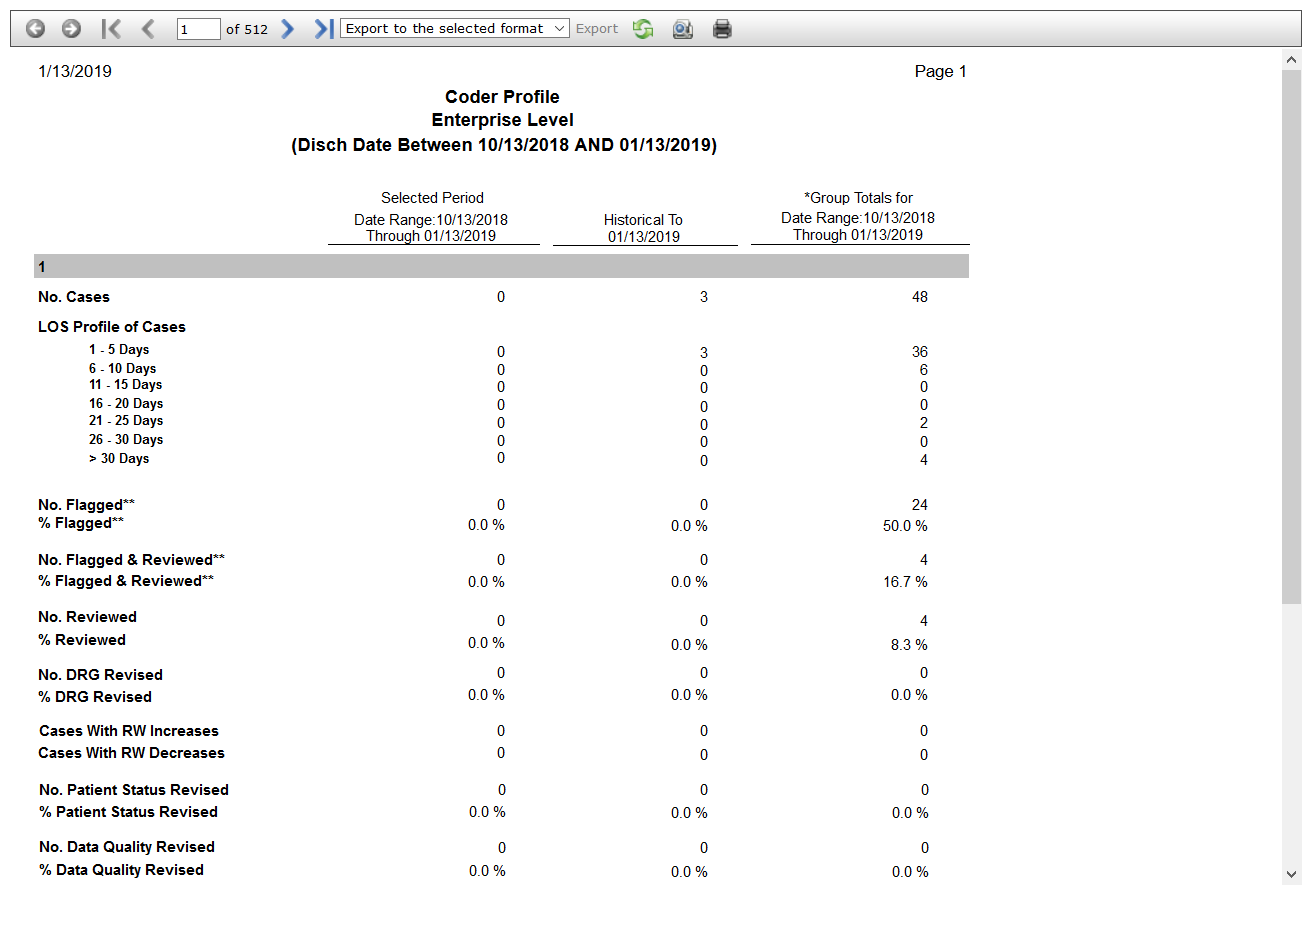 1 of 512 Export to the selected format Export
1/13/2019 Page 1
Coder Profile
Enterprise Level
(Disch Date Between 10/13/2018 AND 01/13/2019)
Selected Period *Group Totals for
Date Range:10/13/2018 Historical To Date Range:10/13/2018
Through 01/13/2019 01/13/2019 Through 01/13/2019
1
No. Cases 0 3 48
LOS Profile of Cases
1 - 5 Days 0 3 36
6 - 10 Days 0 0 6
11 - 15 Days 0 0 0
16 - 20 Days 0 0 0
21 - 25 Days 0 0 2
26 - 30 Days 0 0 0
> 30 Days 0 0 4
No. Flagged** 0 0 24
% Flagged** 0.0 % 0.0 % 50.0 %
No. Flagged & Reviewed** 0 0 4
% Flagged & Reviewed** 0.0 % 0.0 % 16.7 %
No. Reviewed 0 0 4
% Reviewed 0.0 % 0.0 % 8.3 %
No. DRG Revised 0 0 0
% DRG Revised 0.0 % 0.0 % 0.0 %
Cases With RW Increases 0 0 0
Cases With RW Decreases 0 0 0
No. Patient Status Revised 0 0 0
% Patient Status Revised 0.0 % 0.0 % 0.0 %
No. Data Quality Revised 0 0 0
% Data Quality Revised 0.0 % 0.0 % 0.0 %